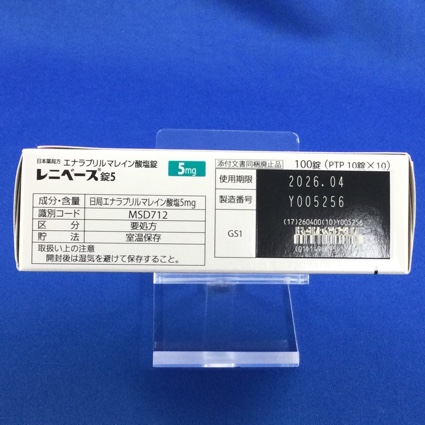 日本薬局方 エナラプリルマレイン酸塩錠
レニベース錠5
5mg
成分・含量 日局エナラプリルマレイン酸塩5mg
識別コード MSD712
区分 要処方
貯法 室温保存
取扱い上の注意
開封後は湿気を避けて保存すること。
添付文書同梱廃止品 100錠 (PTP 10錠×10)
使用期限 2026.04
製造番号 Y005256
GS1
(17)260400(10)Y005256